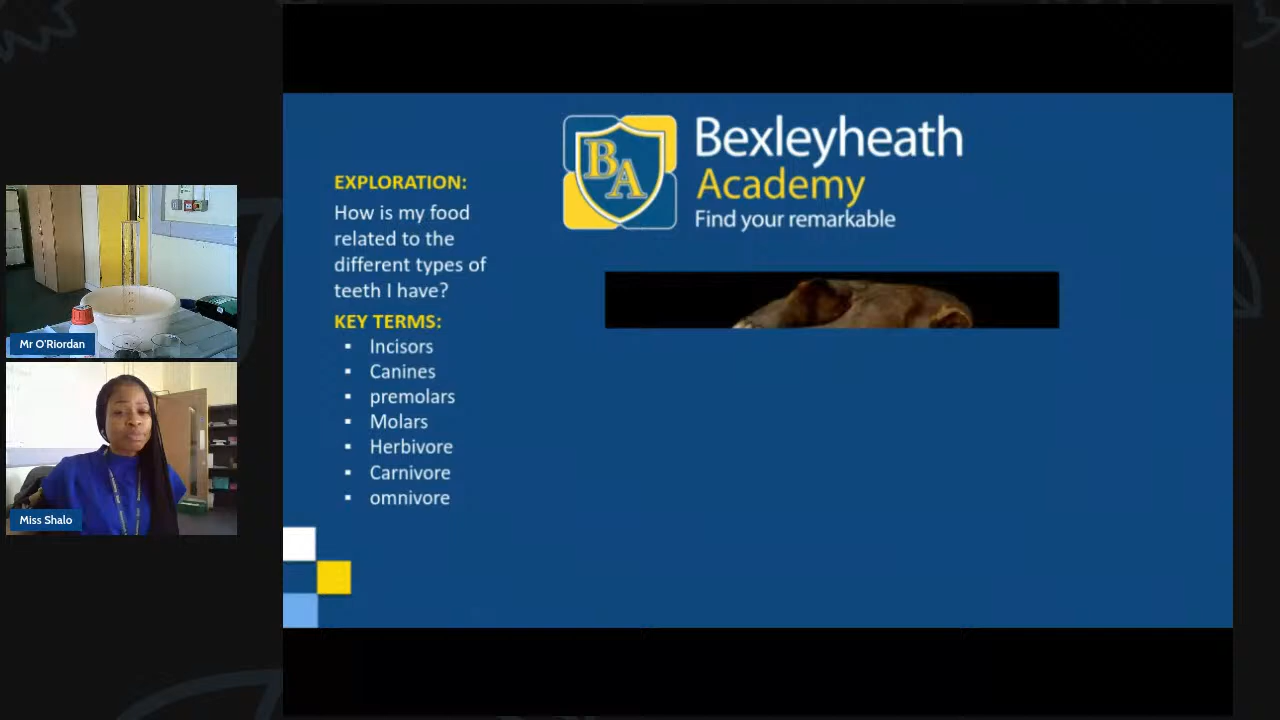 Bexleyheath
Academy
Find your remarkable
BA
EXPLORATION:
How is my food
related to the
different types of
teeth I have?
KEY TERMS:
▪ Incisors
▪ Canines
▪ premolars
▪ Molars
▪ Herbivore
▪ Carnivore
▪ omnivore
Mr O'Riordan
Miss Shalo